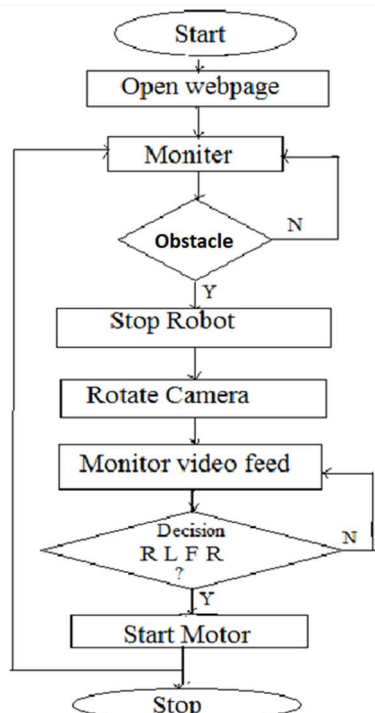 Start
Open webpage
Moniter
Obstacle
N
Y
Stop Robot
Rotate Camera
Monitor video feed
Decision
R L F R
?
N
Y
Start Motor
Stop